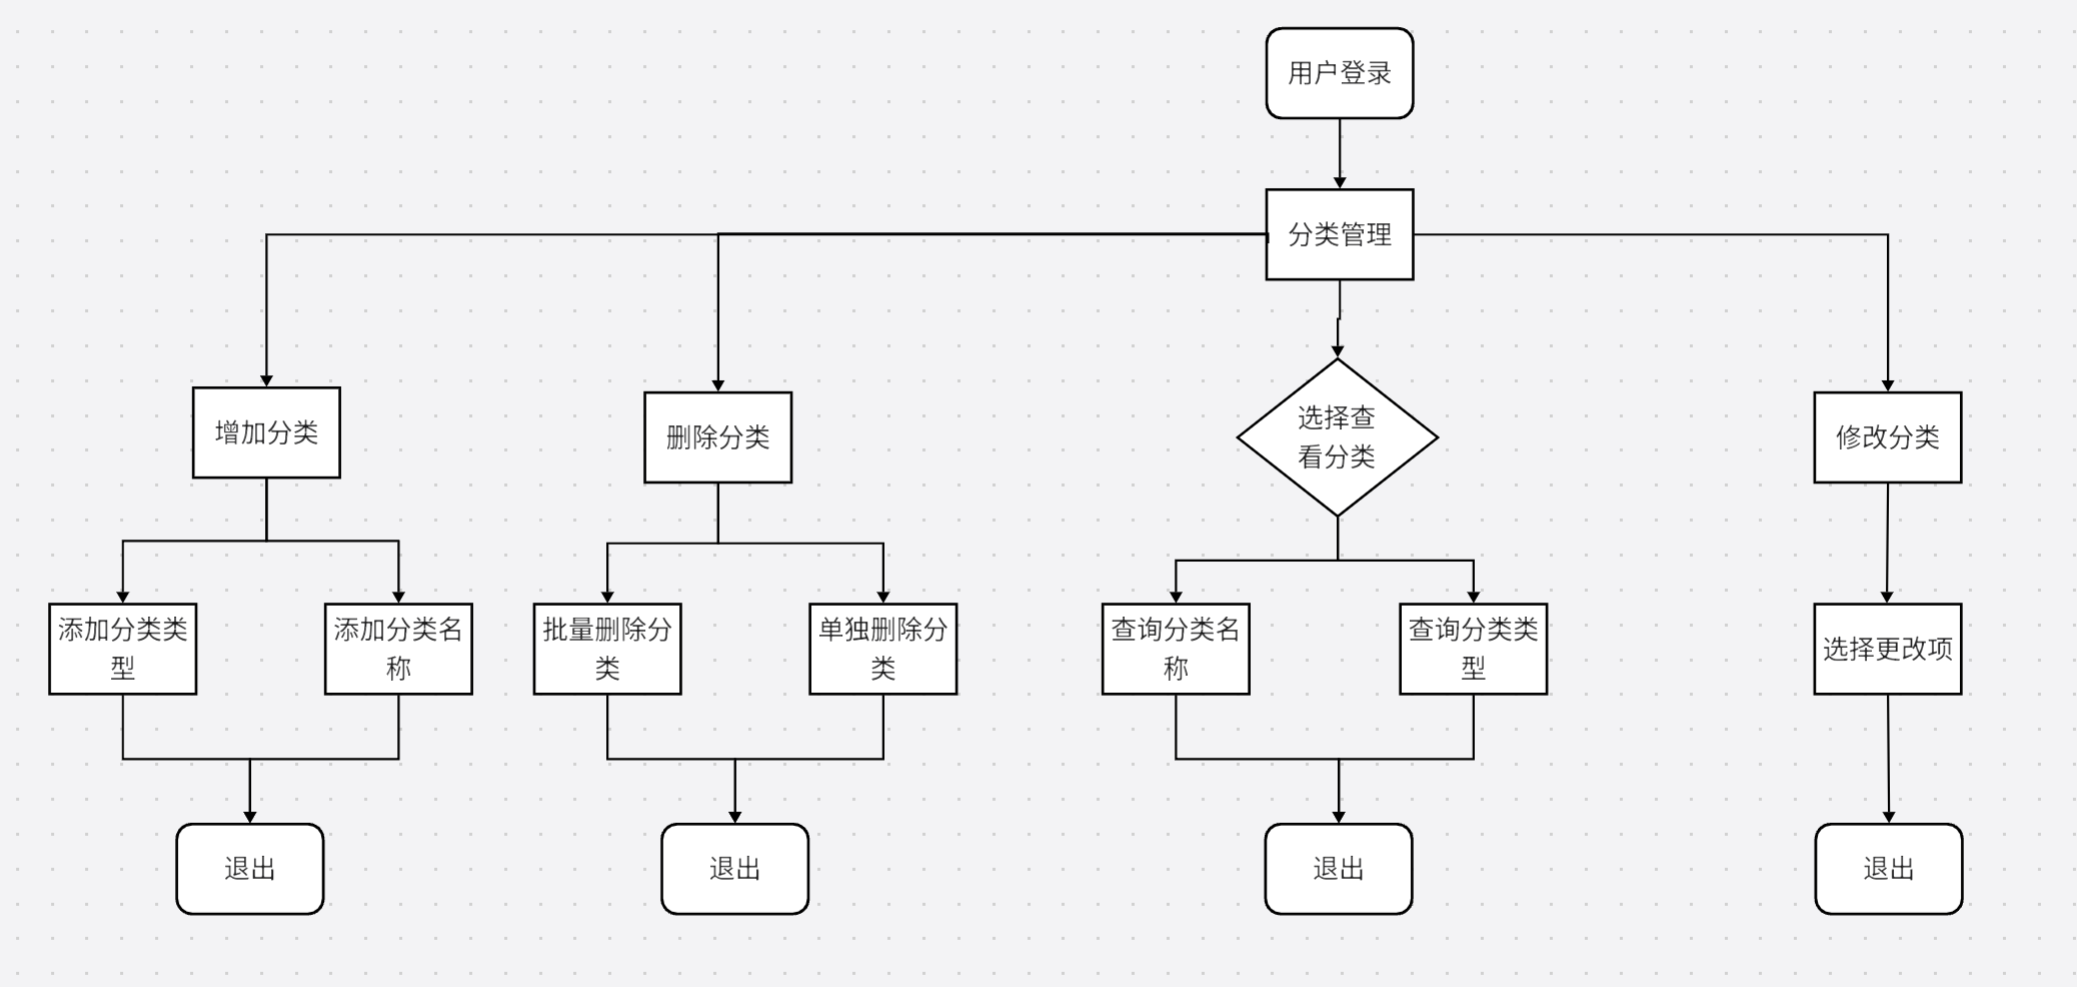 用户登录
分类管理
增加分类
删除分类
选择查
看分类
修改分类
添加分类类
型
添加分类名
称
批量删除分
类
单独删除分
类
查询分类名
称
查询分类类
型
选择更改项
退出
退出
退出
退出